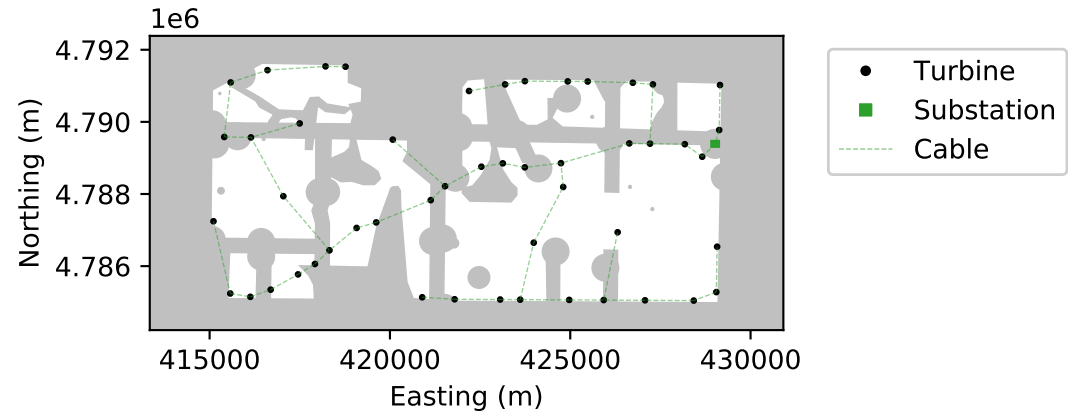 1e6
4.792
4.790
4.788
4.786
Northing (m)
415000 420000 425000 430000
Easting (m)
Turbine
Substation
Cable